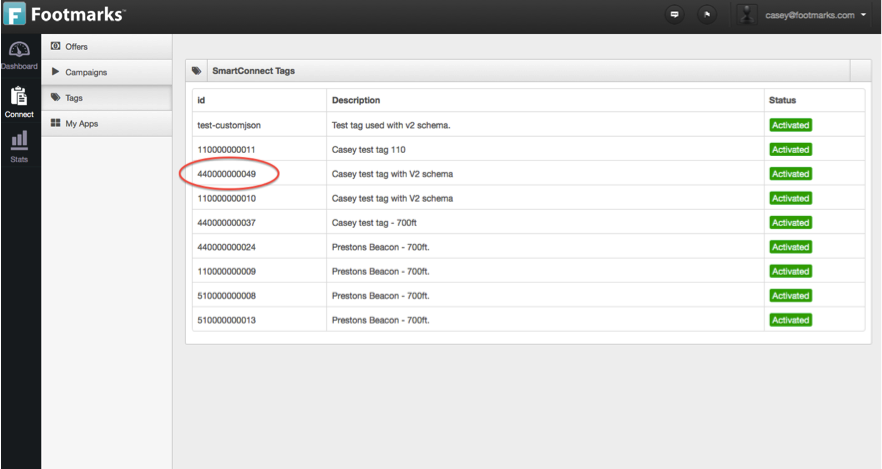 Footmarks™
casey@footmarks.com
Dashboard
Connect
Stats
Offers
Campaigns
Tags
My Apps
SmartConnect Tags
id Description Status
test-customjson Test tag used with v2 schema. Activated
110000000011 Casey test tag 110 Activated
440000000049 Casey test tag with V2 schema Activated
110000000010 Casey test tag with V2 schema Activated
440000000037 Casey test tag - 700ft Activated
440000000024 Prestons Beacon - 700ft. Activated
110000000009 Prestons Beacon - 700ft. Activated
510000000008 Prestons Beacon - 700ft. Activated
510000000013 Prestons Beacon - 700ft. Activated